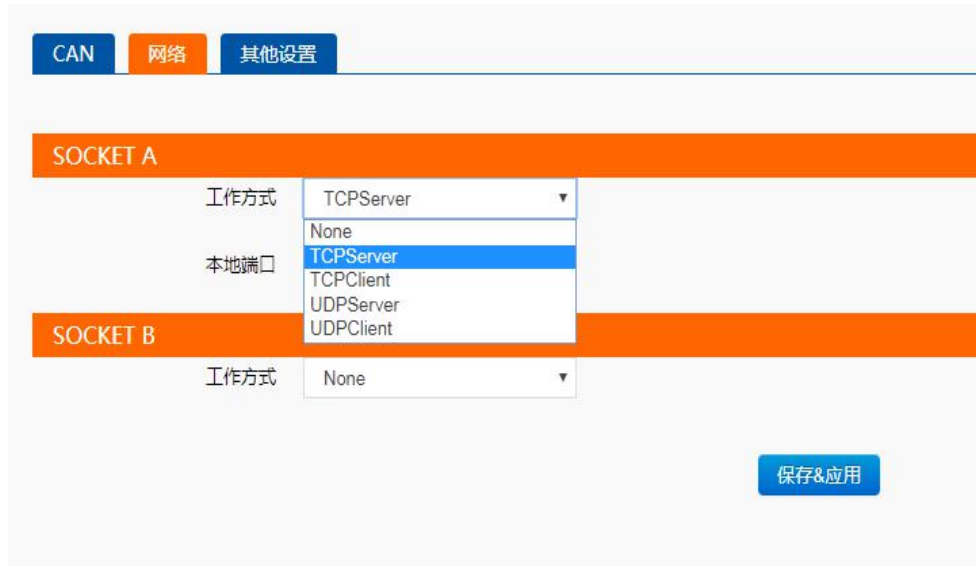 CAN 网络 其他设置
SOCKET A
工作方式 TCPServer
None
TCPServer
本地端口
TCPClient
UDPServer
UDPClient
SOCKET B
工作方式 None
保存&应用